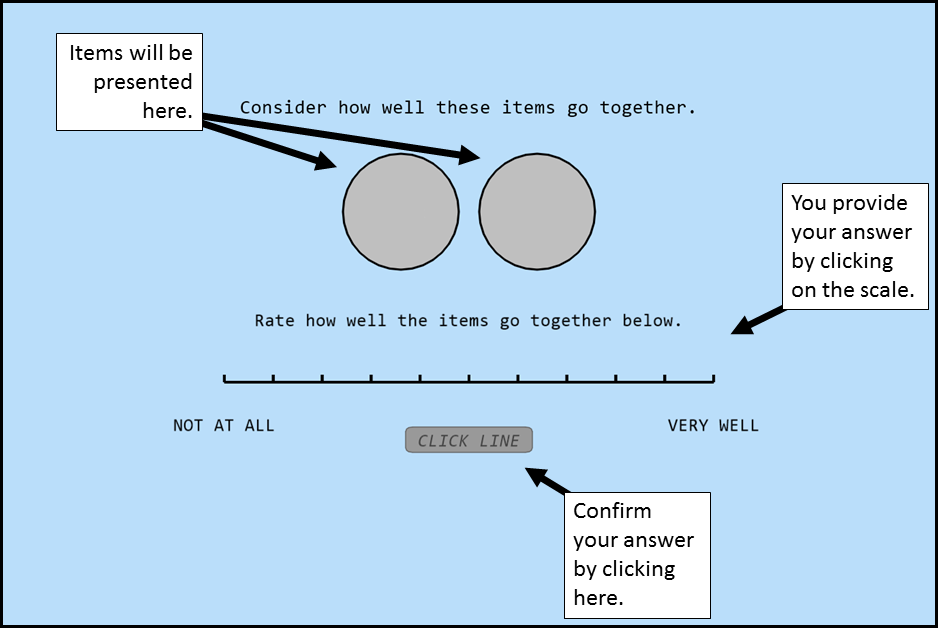 Items will be
presented
here.
Consider how well these items go together.
You provide
your answer
by clicking
on the scale.
Rate how well the items go together below.
NOT AT ALL
VERY WELL
CLICK LINE
Confirm
your answer
by clicking
here.